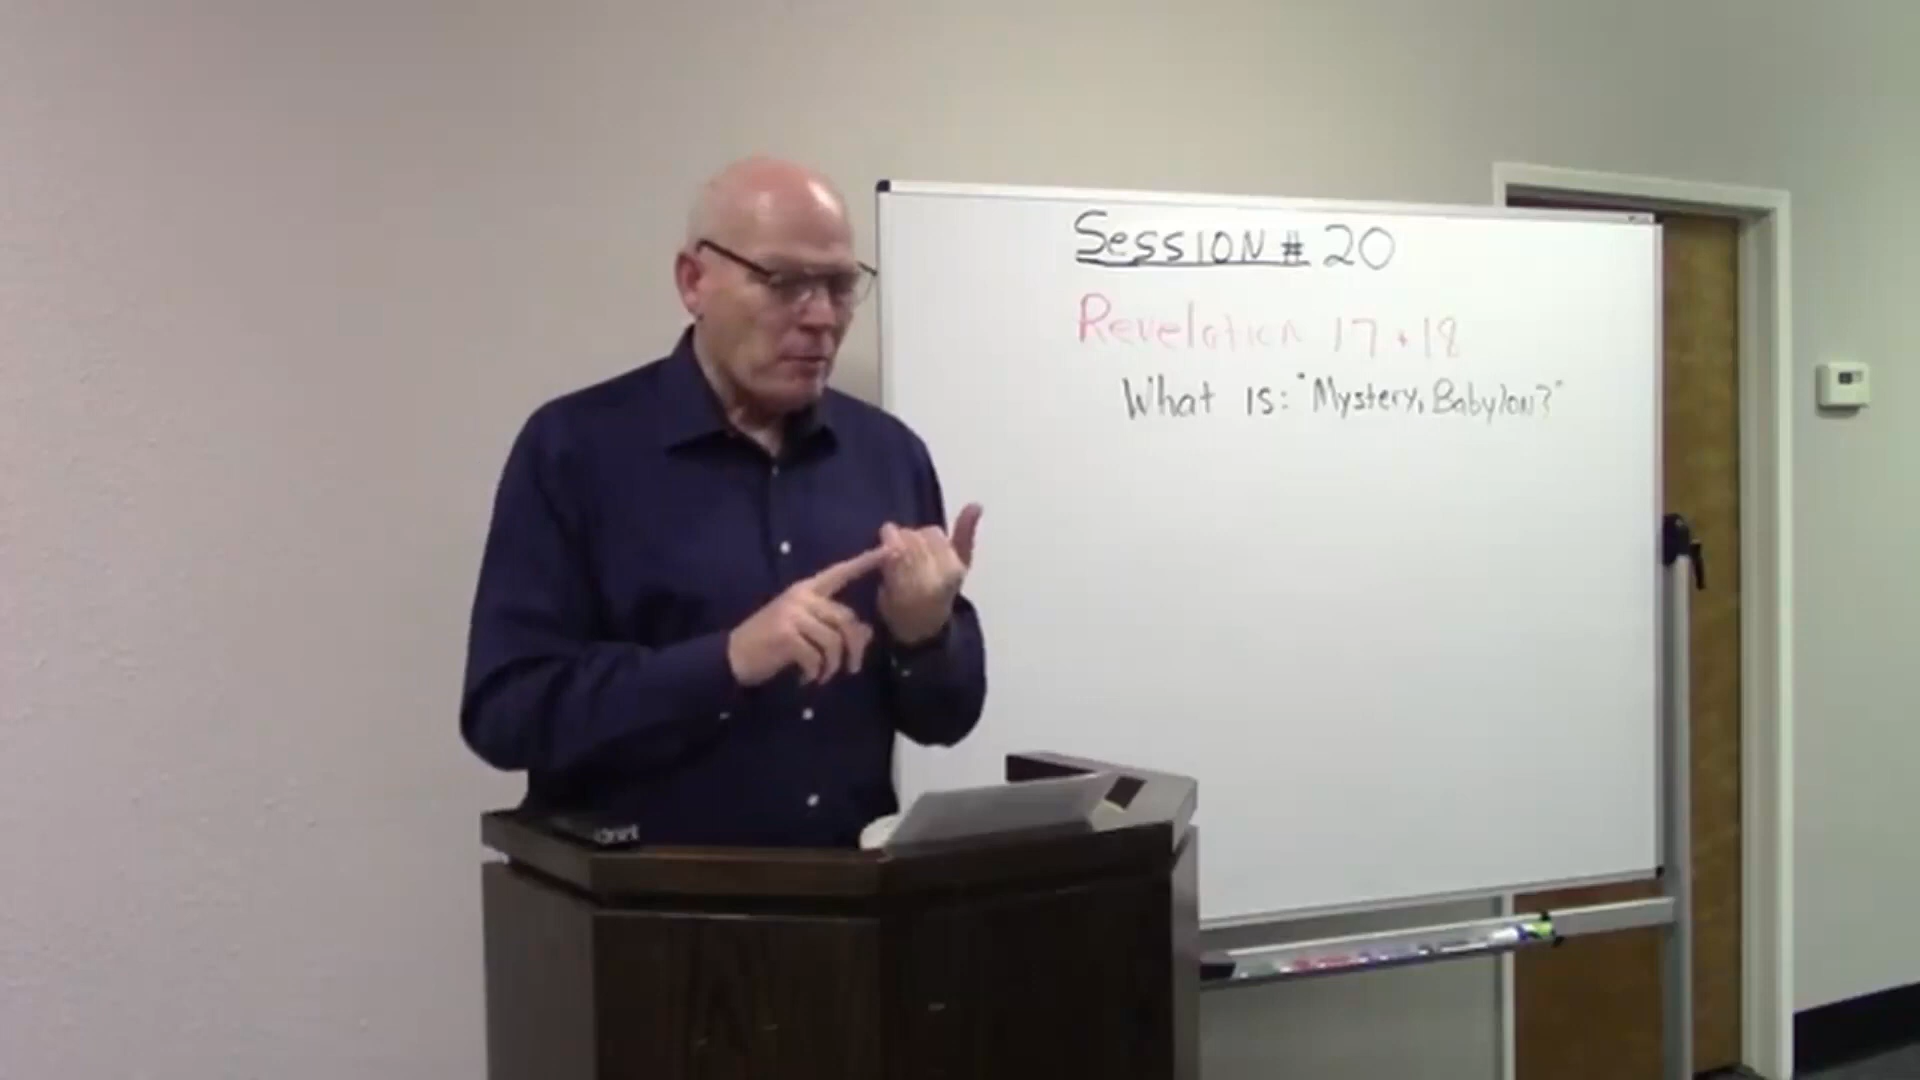 SESSION # 20
Revelation 17 + 18
What is: "Mystery, Babylon?"